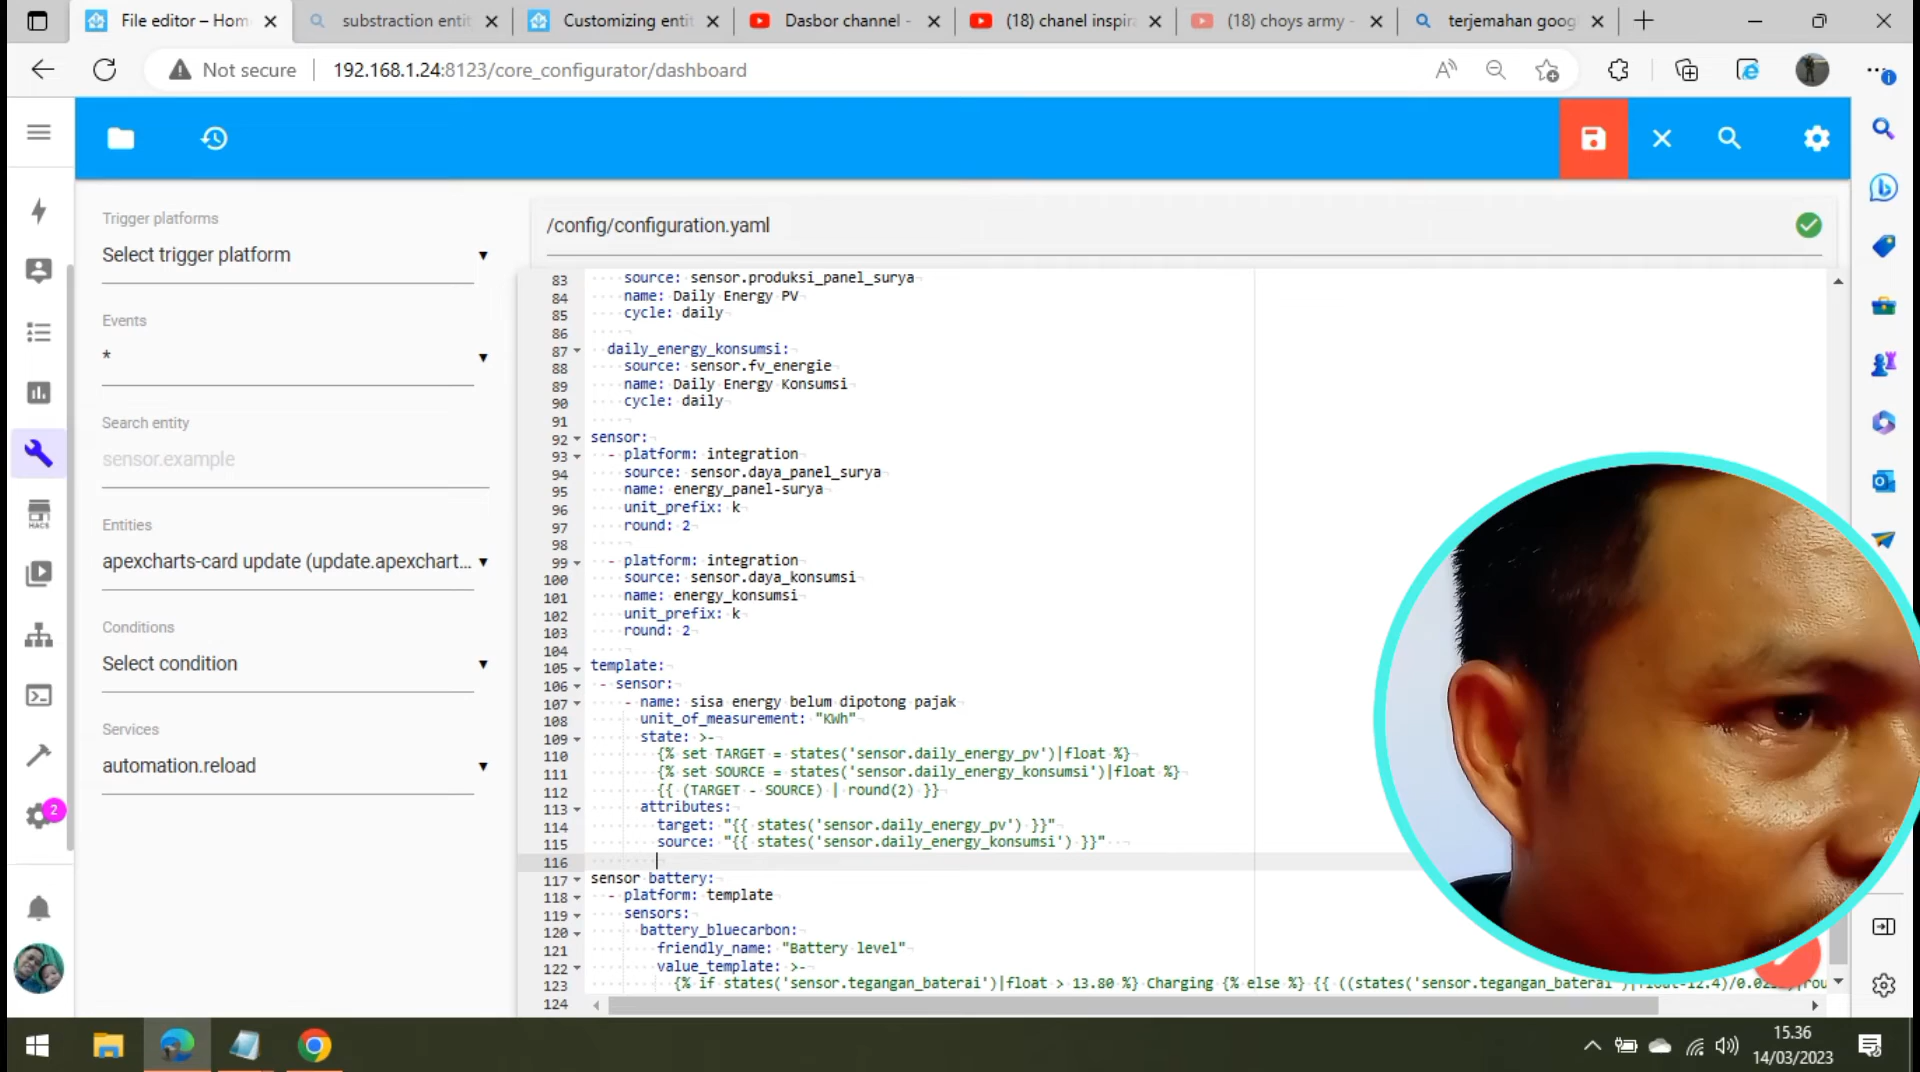 File editor – Hom
substraction entit
Customizing entit
Dasbor channel -
(18) chanel inspira
(18) choys army -
terjemahan goog
Not secure
192.168.1.24:8123/core_configurator/dashboard
Trigger platforms
Select trigger platform
Events
*
Search entity
sensor.example
Entities
apexcharts-card update (update.apexchart...
Conditions
Select condition
Services
automation.reload
HACS
2
/config/configuration.yaml
83 source: sensor.produksi_panel_surya
84 name: Daily Energy PV
85 cycle: daily
86
87 daily_energy_konsumsi:
88 source: sensor.fv_energie
89 name: Daily Energy Konsumsi
90 cycle: daily
91
92 sensor:
93 - platform: integration
94 source: sensor.daya_panel_surya
95 name: energy_panel-surya
96 unit_prefix: k
97 round: 2
98
99 - platform: integration
100 source: sensor.daya_konsumsi
101 name: energy_konsumsi
102 unit_prefix: k
103 round: 2
104
105 template:
106 - sensor:
107 - name: sisa energy belum dipotong pajak
108 unit_of_measurement: "KWh"
109 state: >-
110 {% set TARGET = states('sensor.daily_energy_pv')|float %}
111 {% set SOURCE = states('sensor.daily_energy_konsumsi')|float %}
112 {{ (TARGET - SOURCE) | round(2) }}
113 attributes:
114 target: "{{ states('sensor.daily_energy_pv') }}"
115 source: "{{ states('sensor.daily_energy_konsumsi') }}"
116
117 sensor battery:
118 - platform: template
119 sensors:
120 battery_bluecarbon:
121 friendly_name: "Battery level"
122 value_template: >-
123 {% if states('sensor.tegangan_baterai')|float > 13.80 %} Charging {% else %} {{ ((states('sensor.tegangan_baterai')|float-12.4)/0.02
124
15.36
14/03/2023